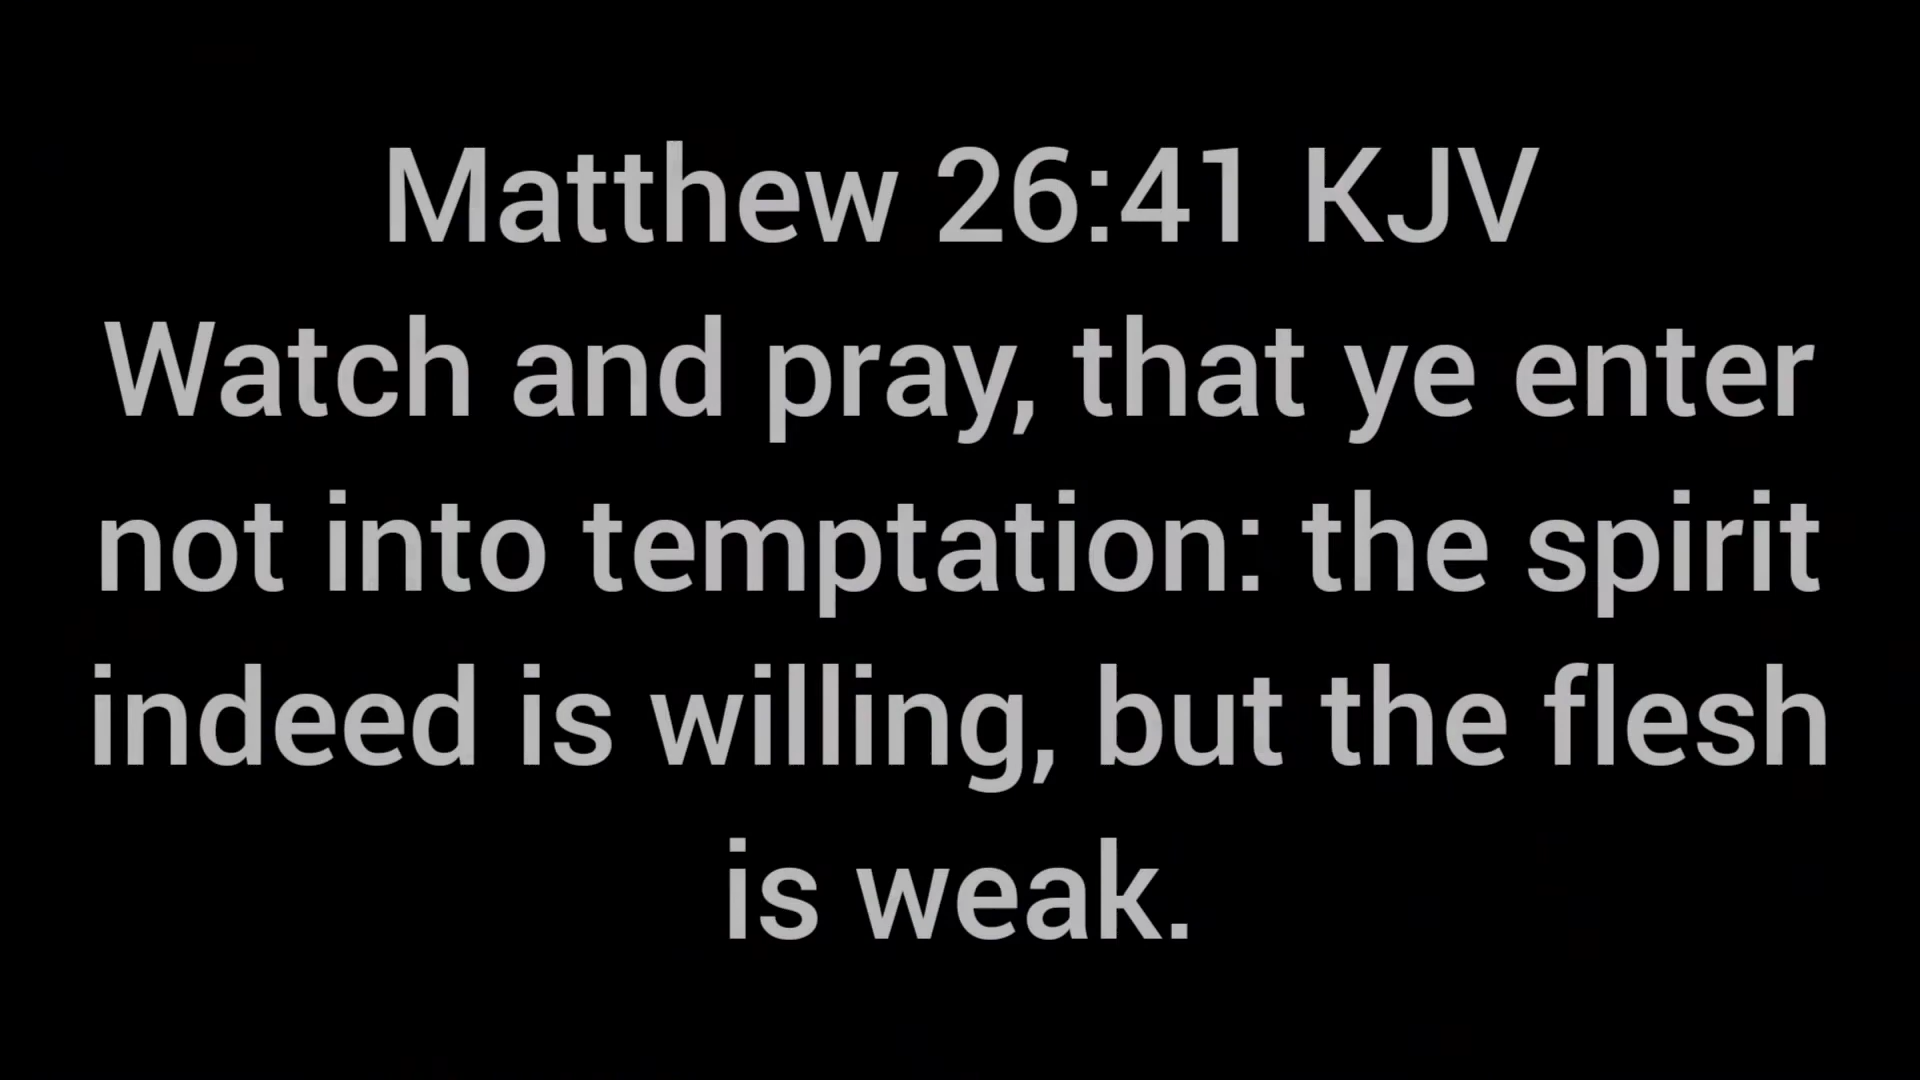 Matthew 26:41 KJV
Watch and pray, that ye enter
not into temptation: the spirit
indeed is willing, but the flesh
is weak.